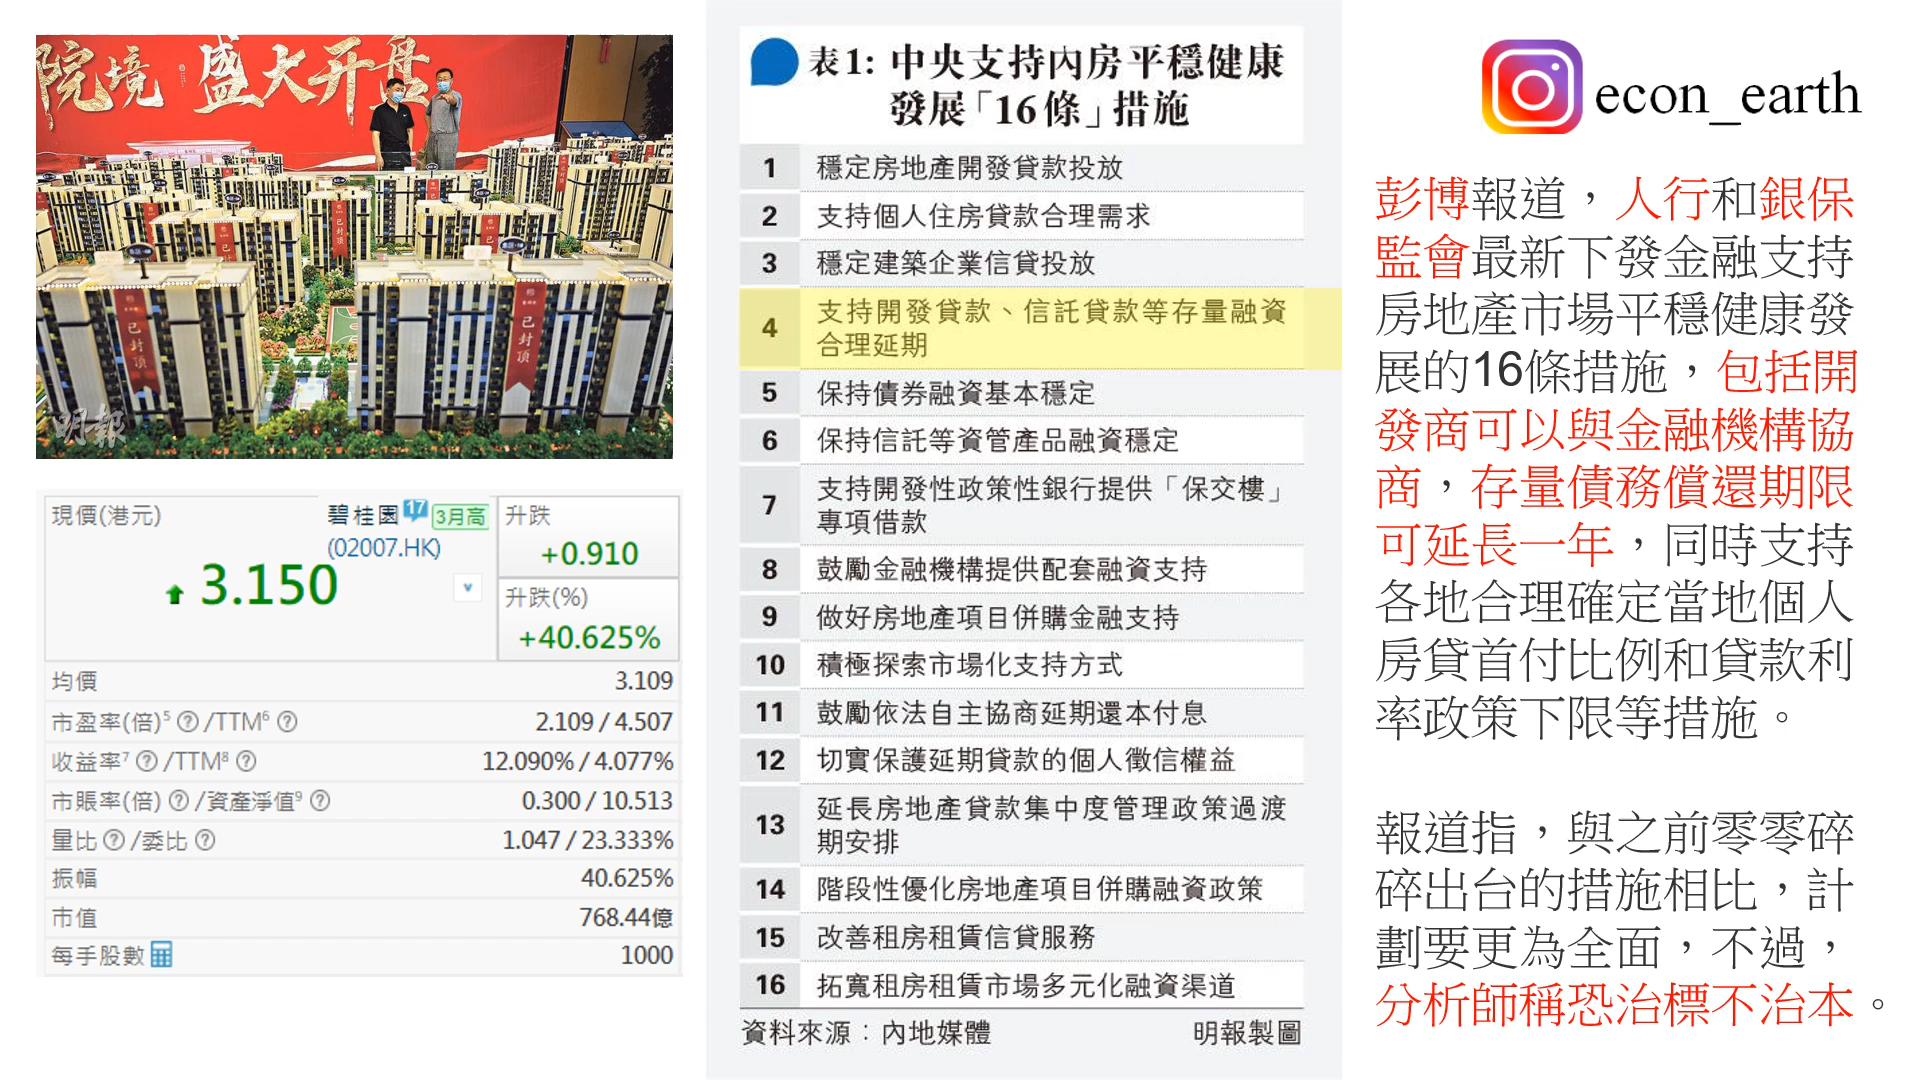 院境 盛大开盘
已封頂
已封頂
已封頂
明報
現價(港元)
碧桂園 17 3月高
(02007.HK)
3.150
升跌
+0.910
升跌(%)
+40.625%
均價 3.109
市盈率(倍)5 ? /TTM6 ? 2.109 / 4.507
收益率7 ? /TTM8 ? 12.090% / 4.077%
市賬率(倍) ? /資產淨值9 ? 0.300 / 10.513
量比 ? /委比 ? 1.047 / 23.333%
振幅 40.625%
市值 768.44億
每手股數 1000
表1: 中央支持內房平穩健康
發展「16條」措施
1 穩定房地產開發貸款投放
2 支持個人住房貸款合理需求
3 穩定建築企業信貸投放
4 支持開發貸款、信託貸款等存量融資
合理延期
5 保持債券融資基本穩定
6 保持信託等資管產品融資穩定
7 支持開發性政策性銀行提供「保交樓」
專項借款
8 鼓勵金融機構提供配套融資支持
9 做好房地產項目併購金融支持
10 積極探索市場化支持方式
11 鼓勵依法自主協商延期還本付息
12 切實保護延期貸款的個人徵信權益
13 延長房地產貸款集中度管理政策過渡
期安排
14 階段性優化房地產項目併購融資政策
15 改善租房租賃信貸服務
16 拓寬租房租賃市場多元化融資渠道
資料來源：內地媒體 明報製圖
econ_earth
彭博報道，人行和銀保
監會最新下發金融支持
房地產市場平穩健康發
展的16條措施，包括開
發商可以與金融機構協
商，存量債務償還期限
可延長一年，同時支持
各地合理確定當地個人
房貸首付比例和貸款利
率政策下限等措施。
報道指，與之前零零碎
碎出台的措施相比，計
劃要更為全面，不過，
分析師稱恐治標不治本。